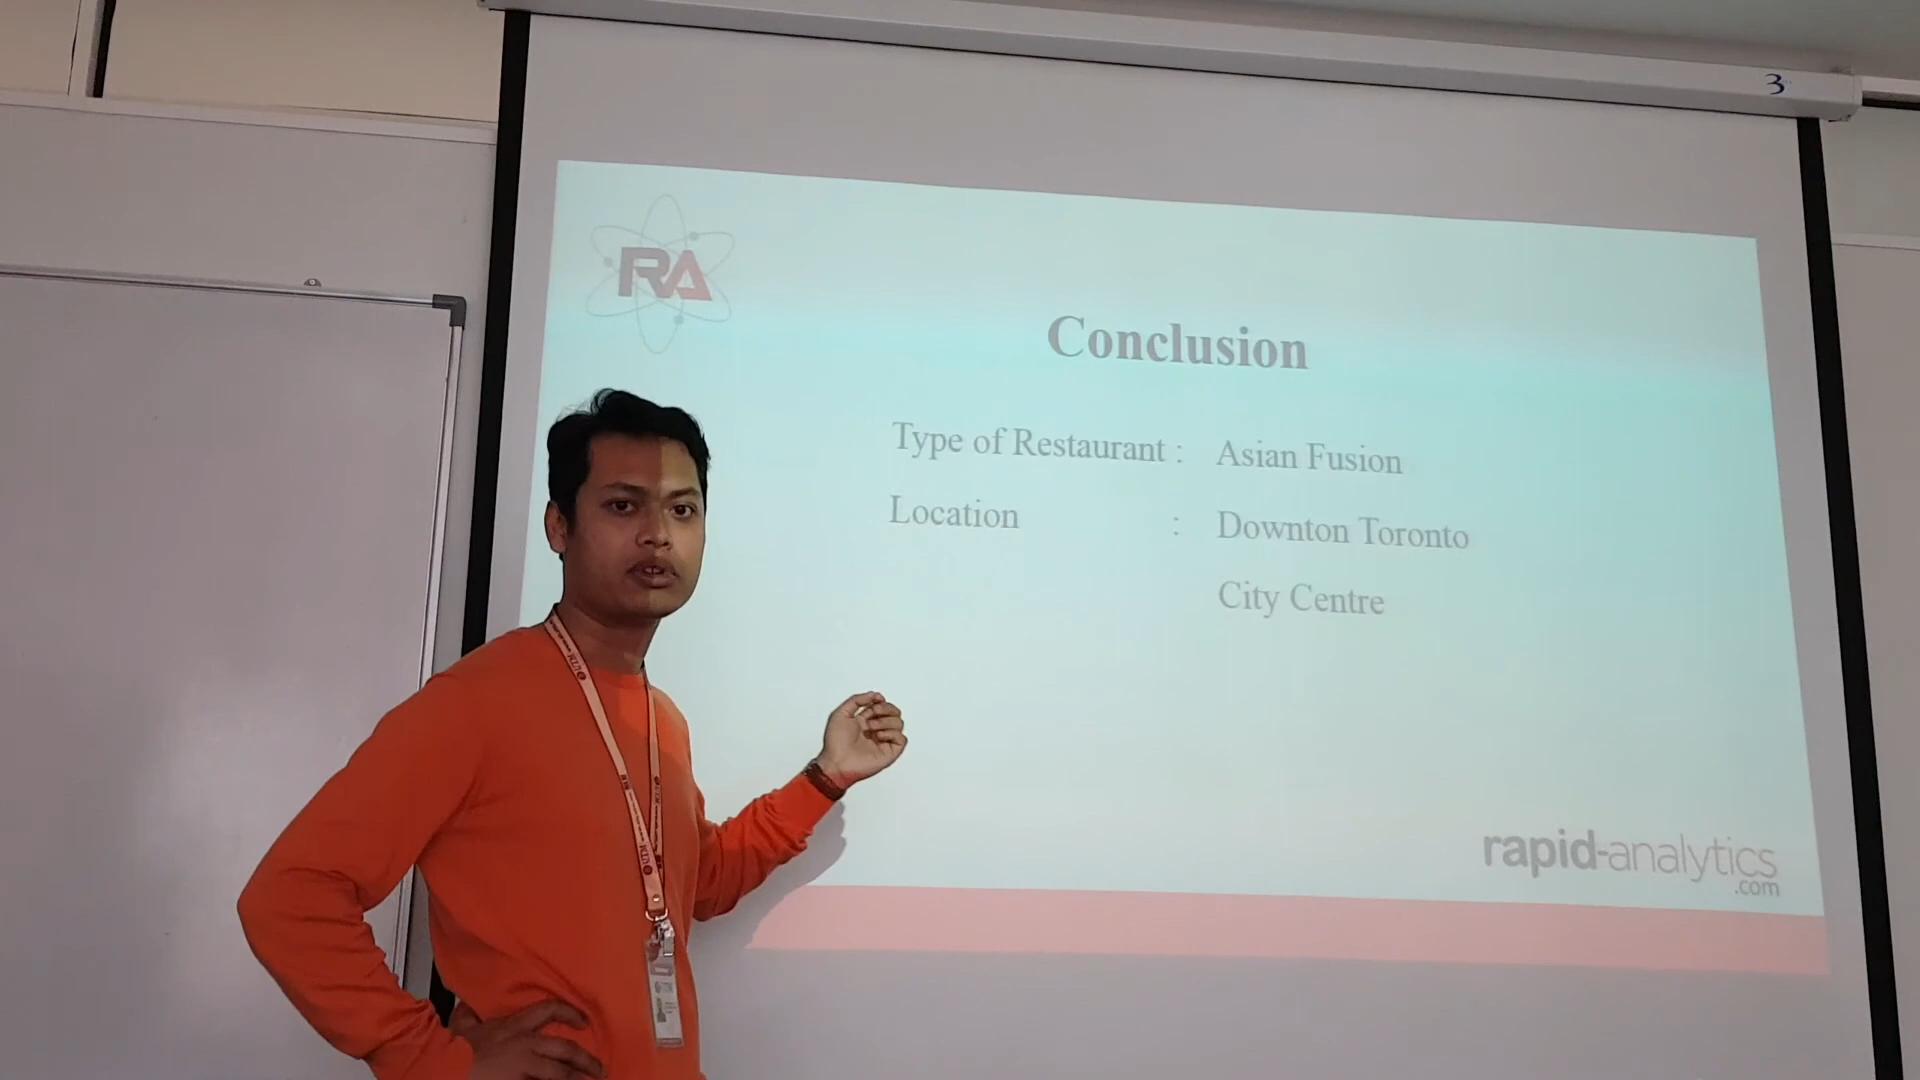 3
RA
Conclusion
Type of Restaurant : Asian Fusion
Location : Downton Toronto
City Centre
rapid-analytics
.com